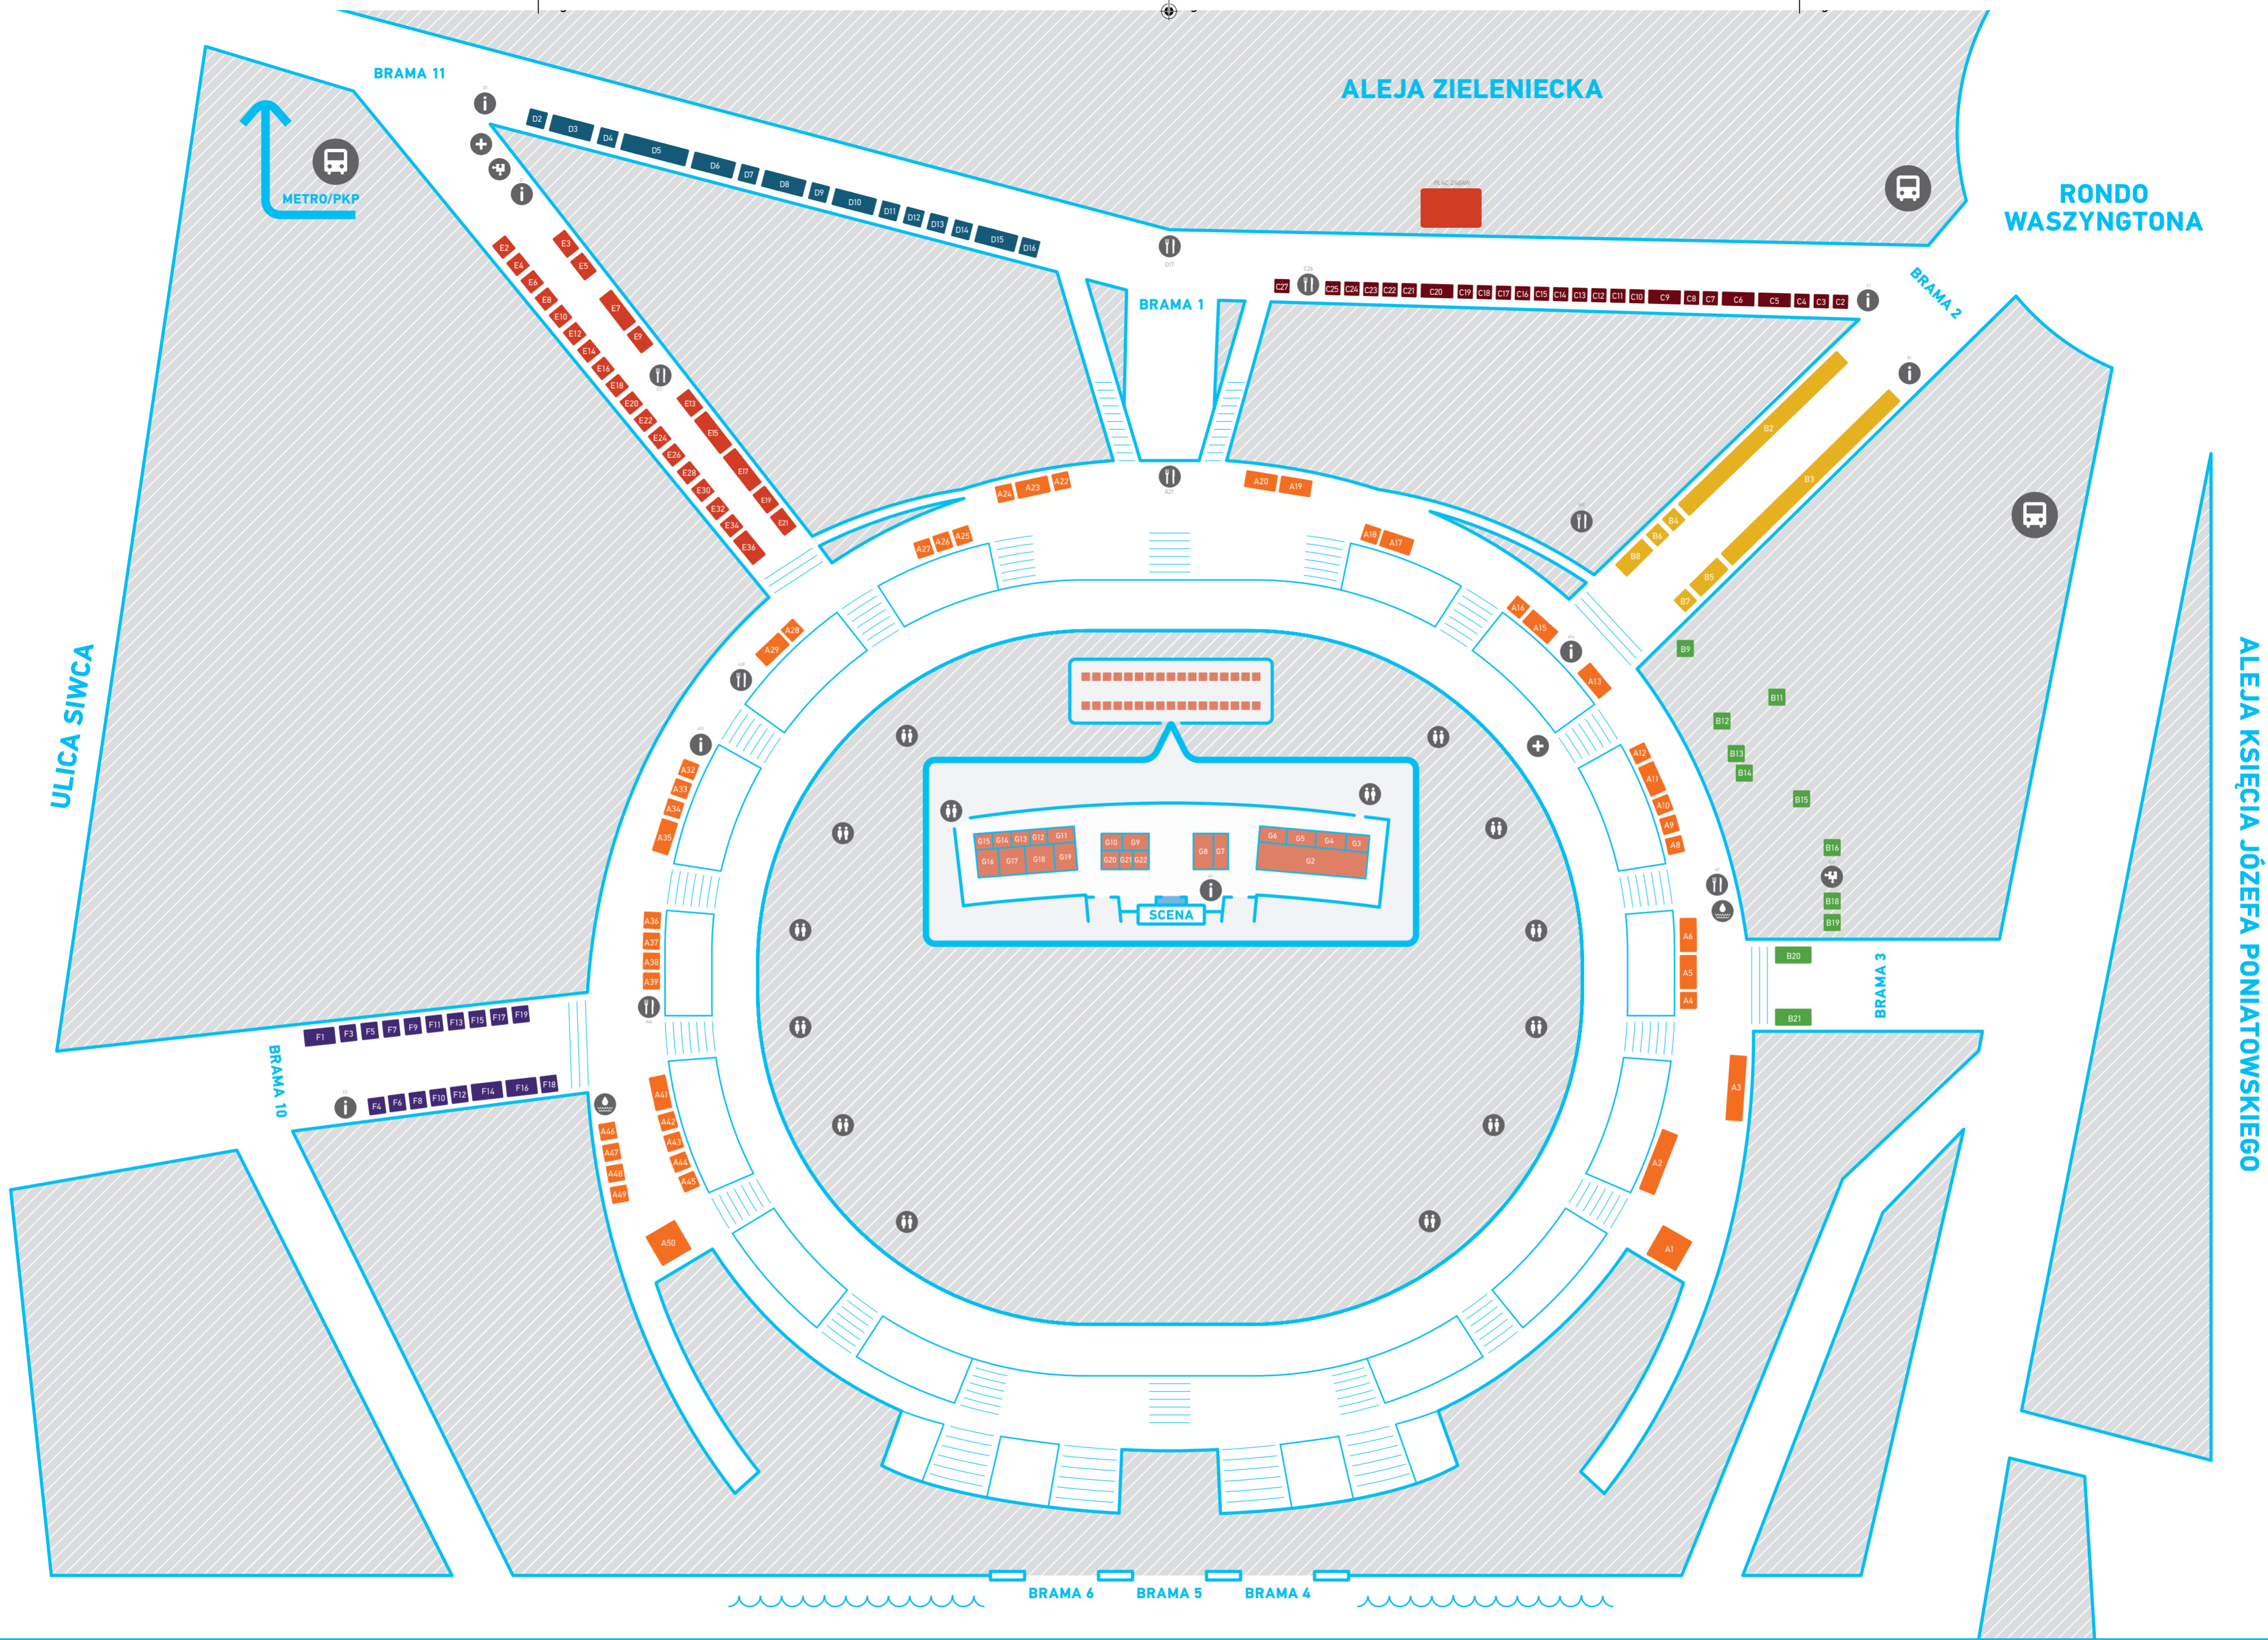 BRAMA 11
ALEJA ZIELENIECKA
METRO/PKP
RONDO
WASZYNGTONA
BRAMA 2
BRAMA 1
PLAC ZABAW
D2
D3
D4
D5
D6
D7
D8
D9
D10
D11
D12
D13
D14
D15
D16
D17
C26
C27
C25
C24
C23
C22
C21
C20
C19
C18
C17
C16
C15
C14
C13
C12
C11
C10
C9
C8
C7
C6
C5
C4
C3
C2
E2
E4
E6
E8
E10
E12
E14
E16
E18
E20
E22
E24
E26
E28
E30
E32
E34
E36
E3
E5
E7
E9
E13
E15
E17
E19
E21
B2
B3
B4
B6
B8
B5
B7
B9
B11
B12
B13
B14
B15
B16
B18
B19
B20
B21
BRAMA 3
A24
A23
A22
A21
A20
A19
A27
A26
A25
A18
A17
A16
A15
A13
A12
A11
A10
A9
A8
A6
A5
A4
A3
A2
A1
A28
A29
A32
A33
A34
A35
A36
A37
A38
A39
A41
A42
A43
A44
A45
A46
A47
A48
A49
A50
G15
G14
G13
G12
G11
G16
G17
G18
G19
G10
G9
G20
G21
G22
G8
G7
G6
G5
G4
G3
G2
SCENA
ULICA SIWCA
ALEJA KSIĘCIA JÓZEFA PONIATOWSKIEGO
F1
F3
F5
F7
F9
F11
F13
F15
F17
F19
BRAMA 10
F4
F6
F8
F10
F12
F14
F16
F18
BRAMA 6
BRAMA 5
BRAMA 4